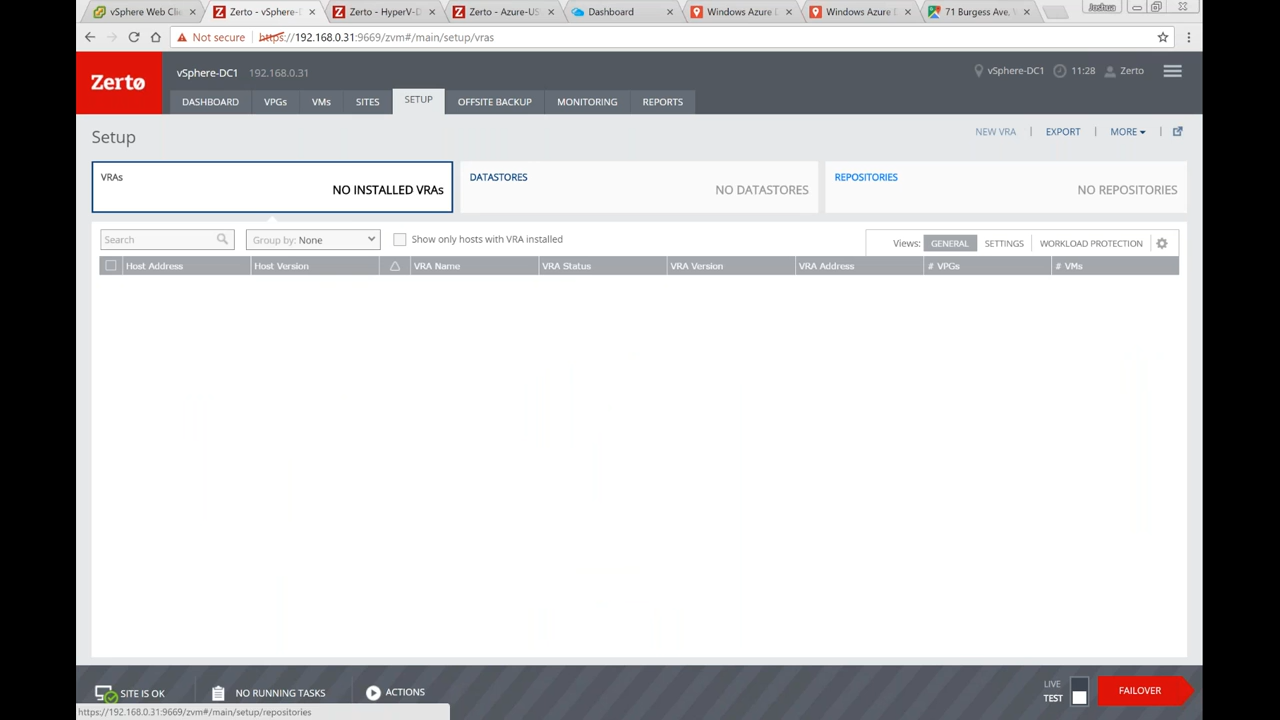 vSphere Web Clie
Zerto - vSphere-D
Zerto - HyperV-D
Zerto - Azure-US
Dashboard
Windows Azure D
Windows Azure E
71 Burgess Ave, W
Joshua
Not secure https://192.168.0.31:9669/zvm#/main/setup/vras
Zerto
vSphere-DC1 192.168.0.31
vSphere-DC1 11:28 Zerto
DASHBOARD VPGs VMs SITES SETUP OFFSITE BACKUP MONITORING REPORTS
Setup
NEW VRA EXPORT MORE
VRAs
NO INSTALLED VRAs
DATASTORES
NO DATASTORES
REPOSITORIES
NO REPOSITORIES
Search Group by: None Show only hosts with VRA installed
Views: GENERAL SETTINGS WORKLOAD PROTECTION
Host Address Host Version VRA Name VRA Status VRA Version VRA Address # VPGs # VMs
SITE IS OK NO RUNNING TASKS ACTIONS
LIVE
TEST
FAILOVER
https://192.168.0.31:9669/zvm#/main/setup/repositories